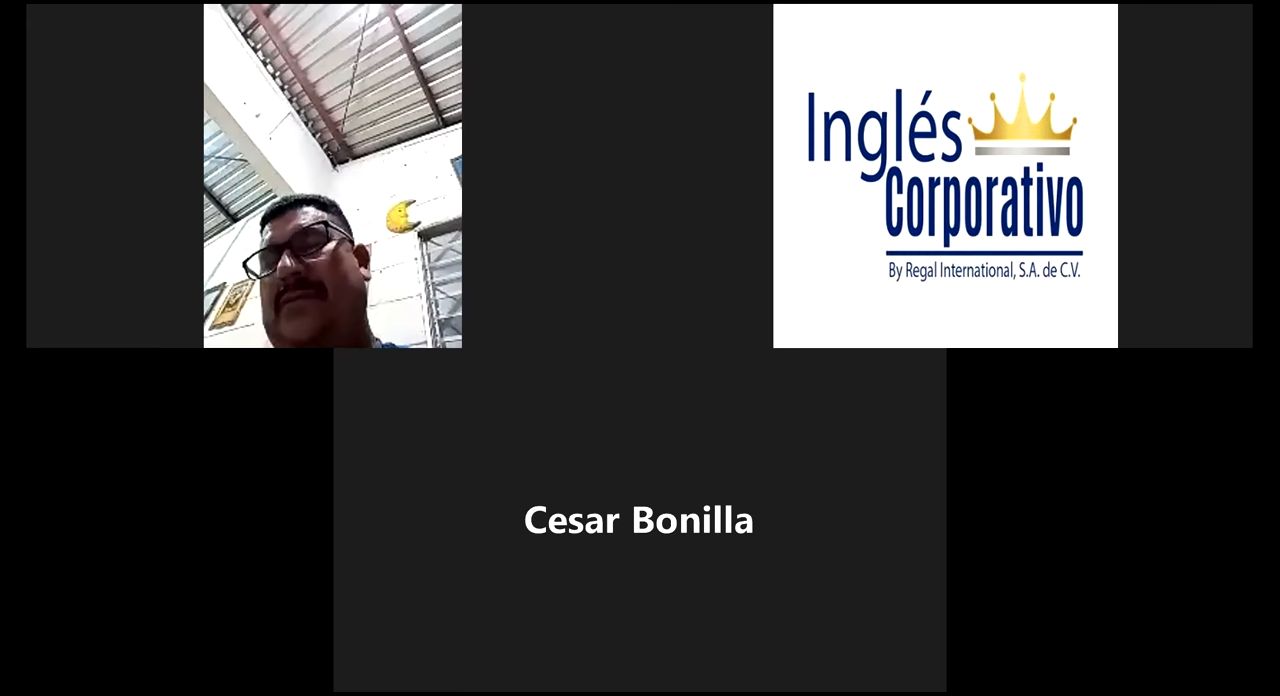 Inglés
Corporativo
By Regal International, S.A. de C.V.
Cesar Bonilla